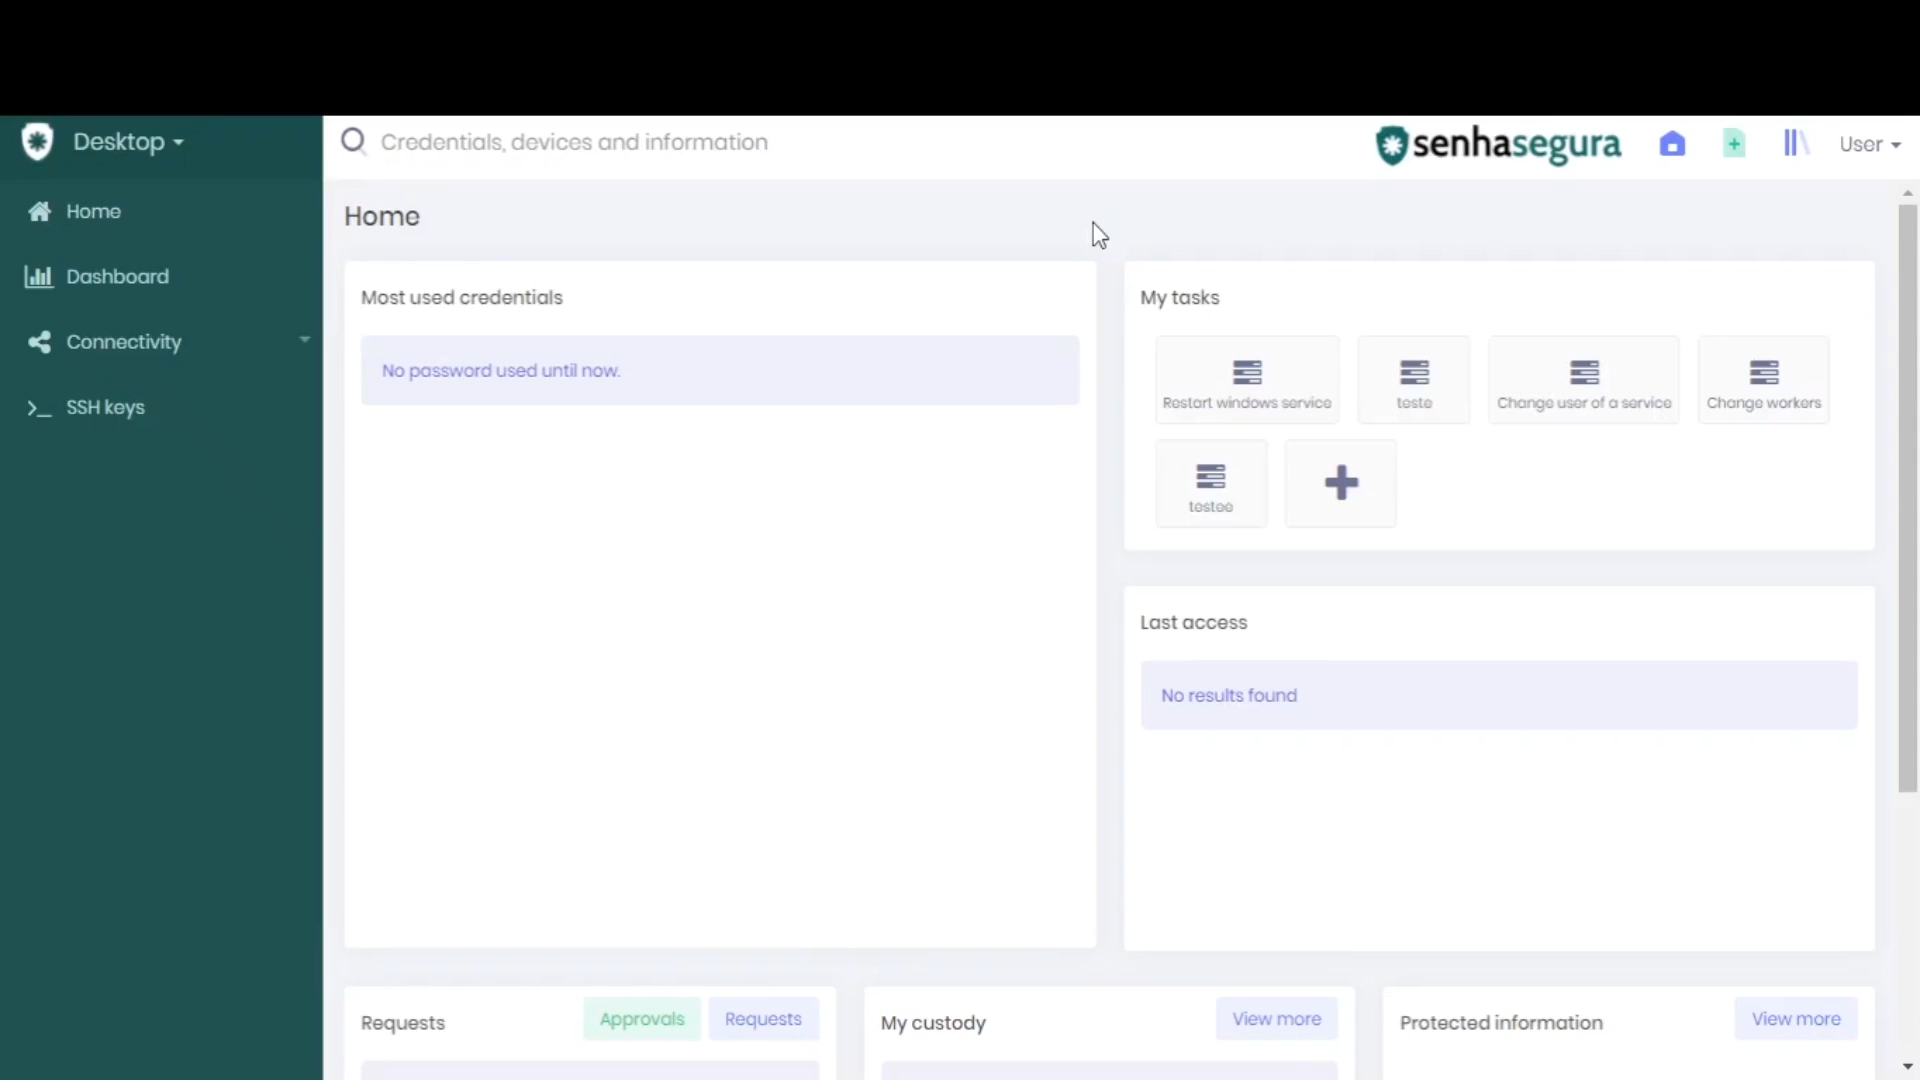 Desktop
Credentials, devices and information
senhasegura
User
Home
Dashboard
Connectivity
SSH keys
Home
Most used credentials
No password used until now.
My tasks
Restart windows service
teste
Change user of a service
Change workers
testee
Last access
No results found
Requests
Approvals
Requests
My custody
View more
Protected information
View more